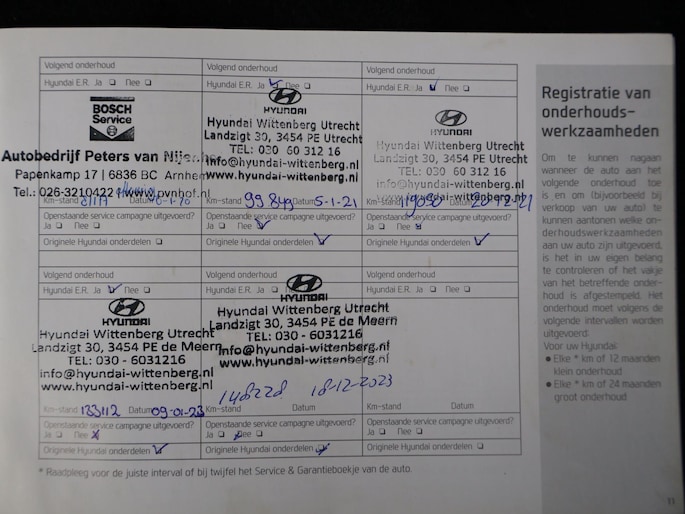 Volgend onderhoud
Hyundai E.R. Ja Nee
BOSCH
Service
Autobedrijf Peters van Nijen
Papenkamp 17 | 6836 BC Arnhem
Tel.: 026-3210422 www.pvnhof.nl
Km-stand Datum
Openstaande service campagne uitgevoerd?
Ja Nee
Originele Hyundai onderdelen
Volgend onderhoud
Hyundai E.R. Ja Nee
HYUNDAI
Hyundai Wittenberg Utrecht
Landzigt 30, 3454 PE Utrecht
TEL: 030 60 312 16
info@hyundai-wittenberg.nl
www.hyundai-wittenberg.nl
Km-stand 99849 Datum 5-1-21
Openstaande service campagne uitgevoerd?
Ja Nee
Originele Hyundai onderdelen
Volgend onderhoud
Hyundai E.R. Ja Nee
HYUNDAI
Hyundai Wittenberg Utrecht
Landzigt 30, 3454 PE Utrecht
TEL: 030 60 312 16
info@hyundai-wittenberg.nl
www.hyundai-wittenberg.nl
Km-stand Datum 20-12-21
Openstaande service campagne uitgevoerd?
Ja Nee
Originele Hyundai onderdelen
Volgend onderhoud
Hyundai E.R. Ja Nee
HYUNDAI
Hyundai Wittenberg Utrecht
Landzigt 30, 3454 PE de Meern
TEL: 030 - 6031216
info@hyundai-wittenberg.nl
www.hyundai-wittenberg.nl
Km-stand 133112 Datum 09-01-23
Openstaande service campagne uitgevoerd?
Ja Nee
Originele Hyundai onderdelen
Volgend onderhoud
Hyundai E.R. Ja Nee
HYUNDAI
Hyundai Wittenberg Utrecht
Landzigt 30, 3454 PE de Meern
TEL: 030 - 6031216
info@hyundai-wittenberg.nl
www.hyundai-wittenberg.nl
148228 18-12-2023
Km-stand Datum
Openstaande service campagne uitgevoerd?
Ja Nee
Originele Hyundai onderdelen
Volgend onderhoud
Hyundai E.R. Ja Nee
Km-stand Datum
Openstaande service campagne uitgevoerd?
Ja Nee
Originele Hyundai onderdelen
* Raadpleeg voor de juiste interval of bij twijfel het Service & Garantieboekje van de auto.
Registratie van
onderhouds-
werkzaamheden
Om te kunnen nagaan
wanneer de auto aan het
volgende onderhoud toe
is en om (bijvoorbeeld bij
verkoop van uw auto) te
kunnen aantonen welke on-
derhoudswerkzaamheden
aan uw auto zijn uitgevoerd,
is het in uw eigen belang
te controleren of het vakje
van het betreffende onder-
houd is afgestempeld. Het
onderhoud moet volgens de
volgende intervallen worden
uitgevoerd:
Voor uw Hyundai:
● Elke * km of 12 maanden
klein onderhoud
● Elke * km of 24 maanden
groot onderhoud